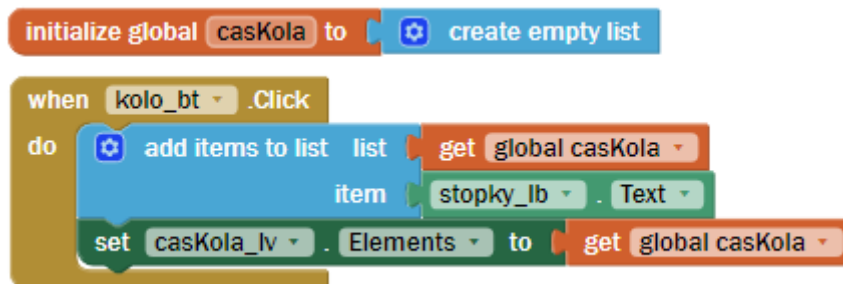 initialize global casKola to create empty list
when kolo_bt .Click
do add items to list list get global casKola
item stopky_lb . Text
set casKola_lv . Elements to get global casKola